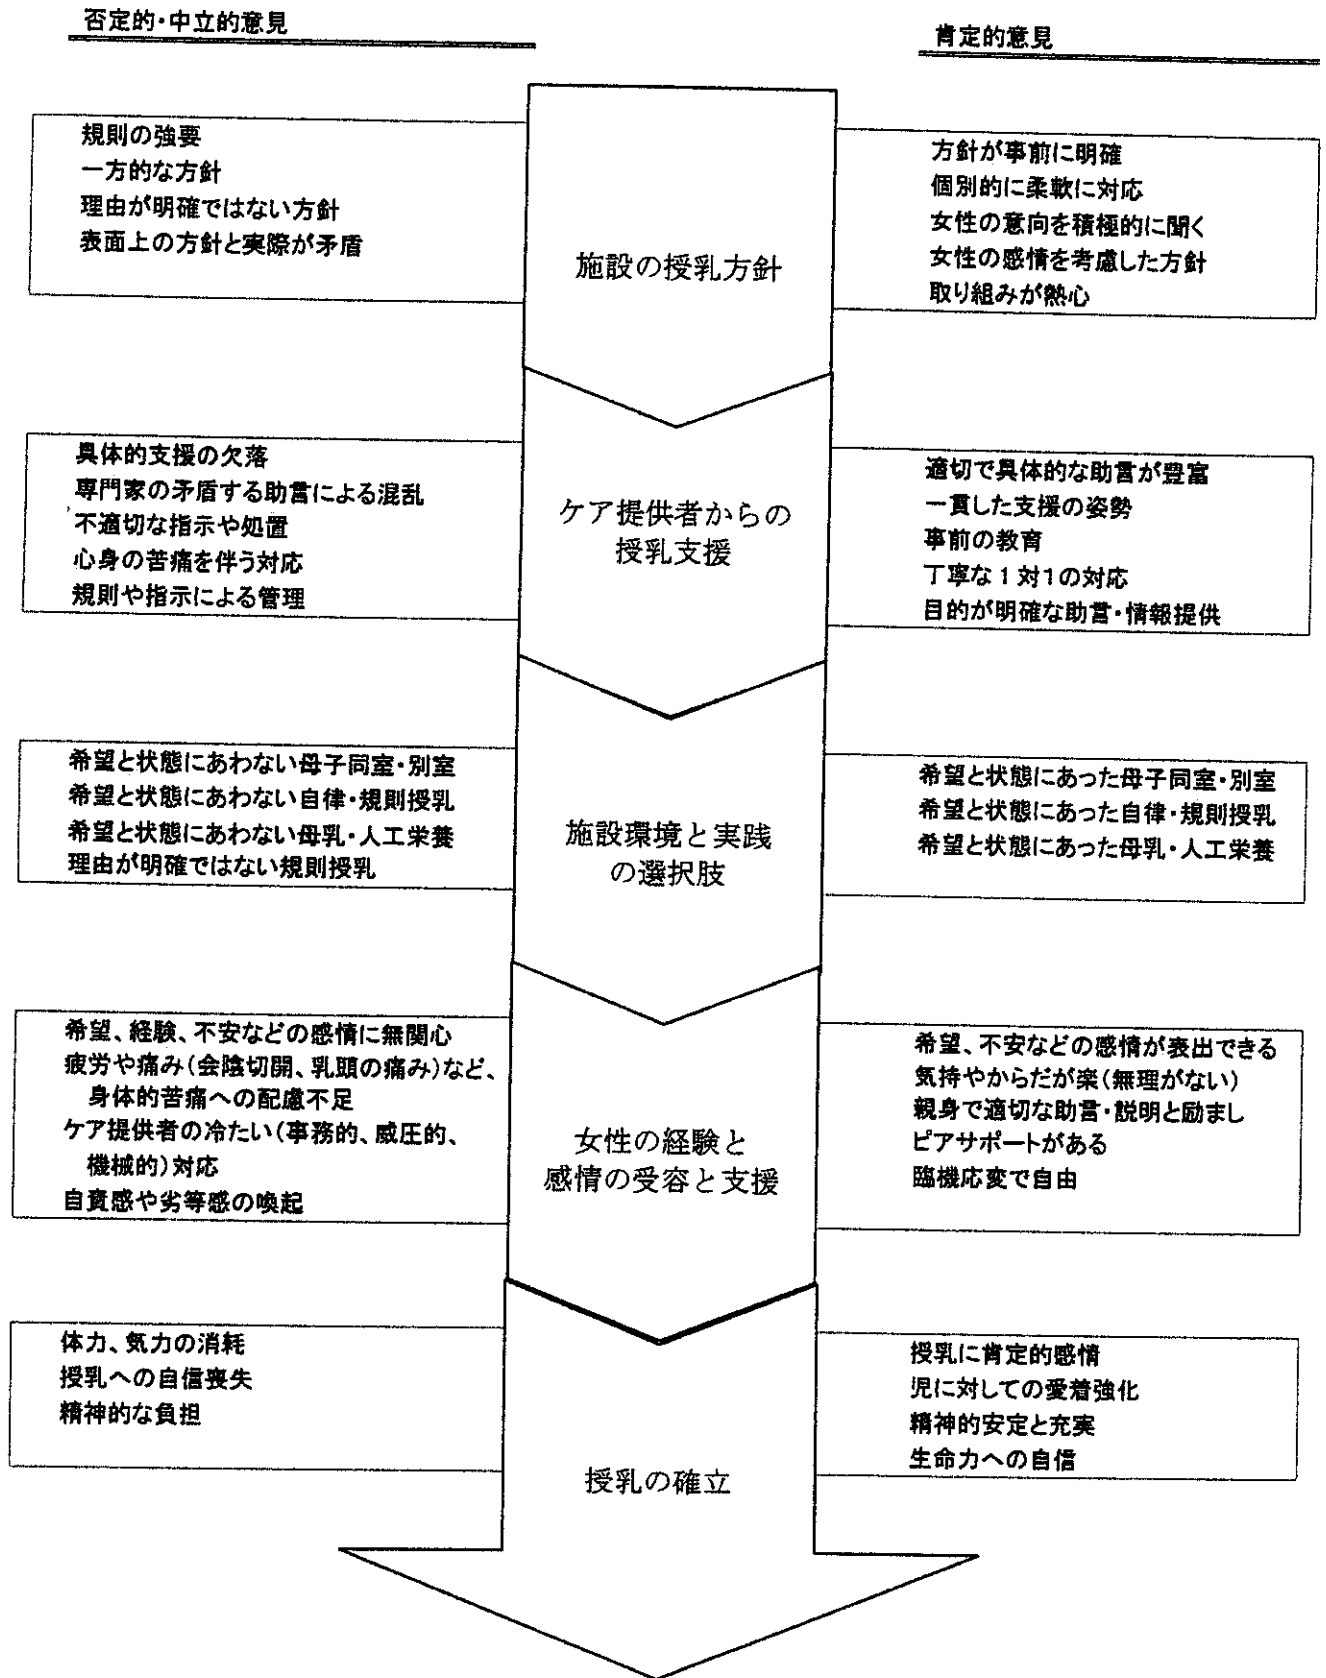 否定的・中立的意見
肯定的意見
規則の強要
一方的な方針
理由が明確ではない方針
表面上の方針と実際が矛盾
施設の授乳方針
方針が事前に明確
個別的に柔軟に対応
女性の意向を積極的に聞く
女性の感情を考慮した方針
取り組みが熱心
具体的支援の欠落
専門家の矛盾する助言による混乱
不適切な指示や処置
心身の苦痛を伴う対応
規則や指示による管理
ケア提供者からの
授乳支援
適切で具体的な助言が豊富
一貫した支援の姿勢
事前の教育
丁寧な1対1の対応
目的が明確な助言・情報提供
希望と状態にあわない母子同室・別室
希望と状態にあわない自律・規則授乳
希望と状態にあわない母乳・人工栄養
理由が明確ではない規則授乳
施設環境と実践
の選択肢
希望と状態にあった母子同室・別室
希望と状態にあった自律・規則授乳
希望と状態にあった母乳・人工栄養
希望、経験、不安などの感情に無関心
疲労や痛み(会陰切開、乳頭の痛み)など、
身体的苦痛への配慮不足
ケア提供者の冷たい(事務的、威圧的、
機械的)対応
自責感や劣等感の喚起
女性の経験と
感情の受容と支援
希望、不安などの感情が表出できる
気持やからだが楽(無理がない)
親身で適切な助言・説明と励まし
ピアサポートがある
臨機応変で自由
体力、気力の消耗
授乳への自信喪失
精神的な負担
授乳の確立
授乳に肯定的感情
児に対しての愛着強化
精神的安定と充実
生命力への自信